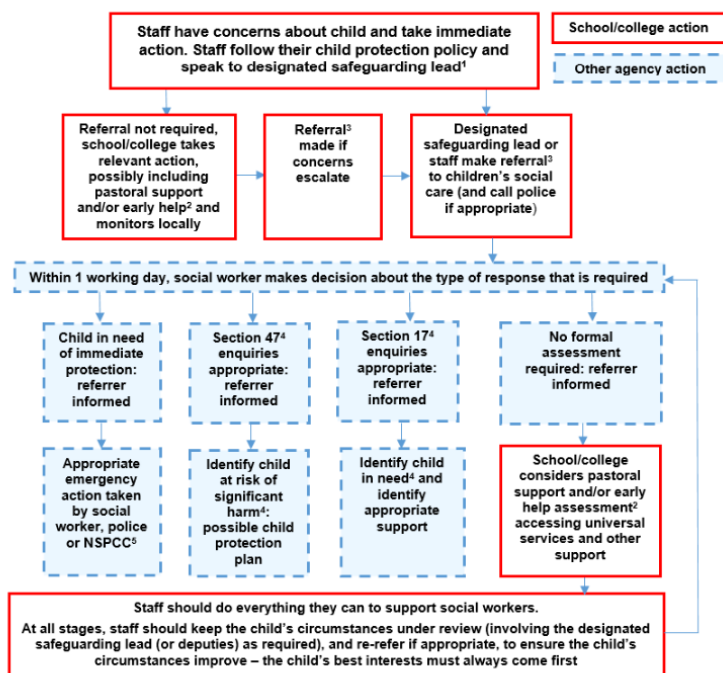 Staff have concerns about child and take immediate
action. Staff follow their child protection policy and
speak to designated safeguarding lead¹
School/college action
Other agency action
Referral not required,
school/college takes
relevant action,
possibly including
pastoral support
and/or early help² and
monitors locally
Referral³
made if
concerns
escalate
Designated
safeguarding lead or
staff make referral³
to children's social
care (and call police
if appropriate)
Within 1 working day, social worker makes decision about the type of response that is required
Child in need
of immediate
protection:
referrer
informed
Section 47⁴
enquiries
appropriate:
referrer
informed
Section 17⁴
enquiries
appropriate:
referrer
informed
No formal
assessment
required: referrer
informed
Appropriate
emergency
action taken
by social
worker, police
or NSPCC⁵
Identify child
at risk of
significant
harm⁴:
possible child
protection
plan
Identify child
in need⁴ and
identify
appropriate
support
School/college
considers pastoral
support and/or early
help assessment²
accessing universal
services and other
support
Staff should do everything they can to support social workers.
At all stages, staff should keep the child's circumstances under review (involving the designated
safeguarding lead (or deputies) as required), and re-refer if appropriate, to ensure the child's
circumstances improve – the child's best interests must always come first